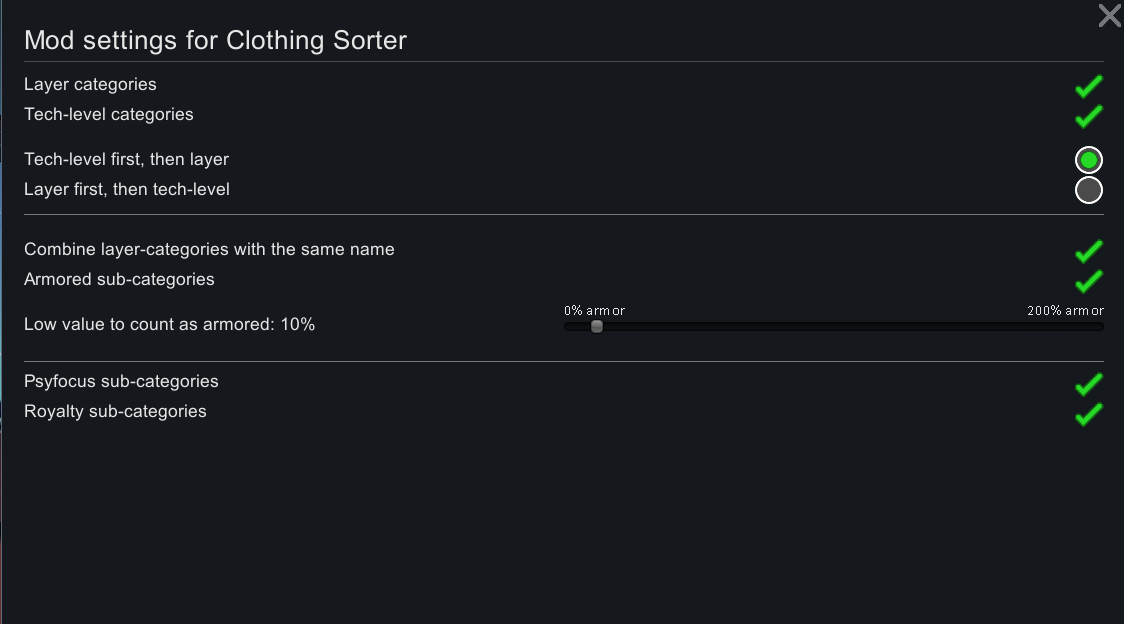 Mod settings for Clothing Sorter
Layer categories
Tech-level categories
Tech-level first, then layer
Layer first, then tech-level
Combine layer-categories with the same name
Armored sub-categories
0% armor
200% armor
Low value to count as armored: 10%
Psyfocus sub-categories
Royalty sub-categories